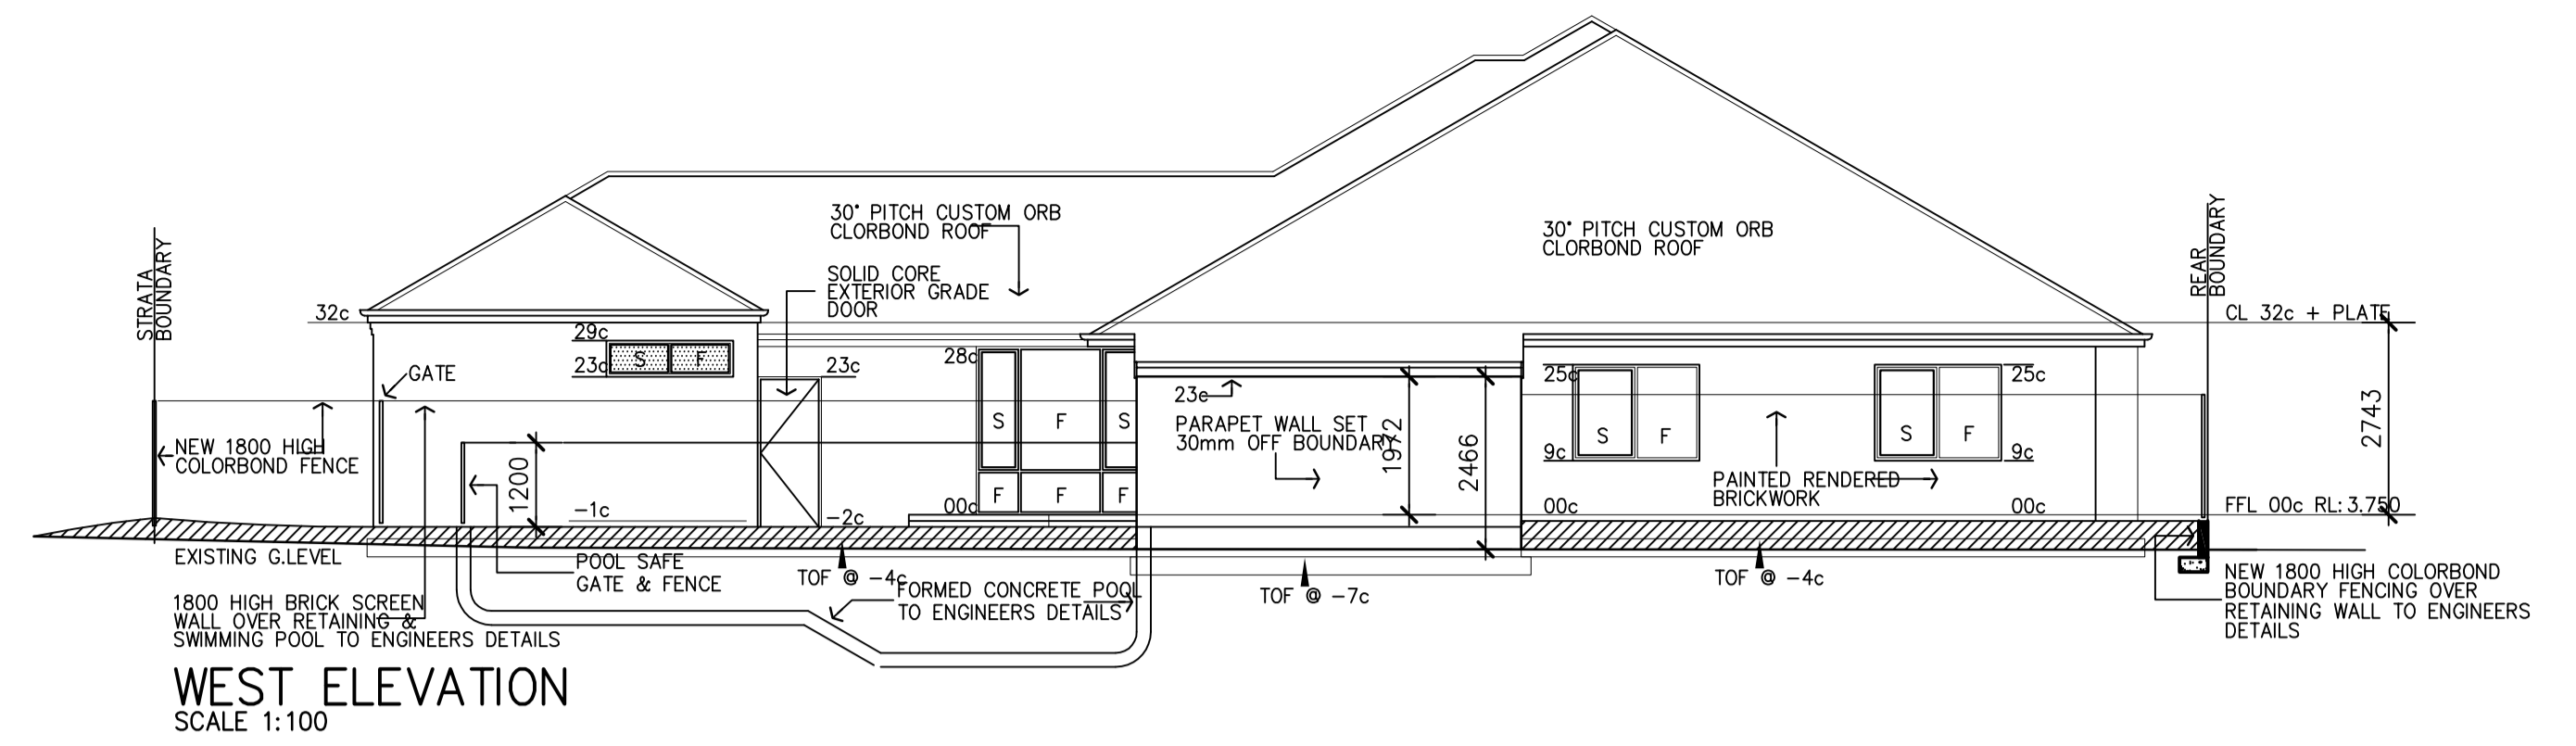 30° PITCH CUSTOM ORB
CLORBOND ROOF
30° PITCH CUSTOM ORB
CLORBOND ROOF
STRATA
BOUNDARY
REAR
BOUNDARY
SOLID CORE
EXTERIOR GRADE
DOOR
32c
CL 32c + PLATE
29c
23c
S
F
23c
28c
S
F
S
F
F
F
GATE
23c
PARAPET WALL SET
30mm OFF BOUNDARY
1972
2466
25c
25c
S
F
S
F
9c
9c
2743
NEW 1800 HIGH
COLORBOND FENCE
1200
PAINTED RENDERED
BRICKWORK
-1c
-2c
00c
00c
00c
FFL 00c RL: 3.750
EXISTING G.LEVEL
POOL SAFE
GATE & FENCE
TOF @ -4c
FORMED CONCRETE POOL
TO ENGINEERS DETAILS
TOF @ -7c
TOF @ -4c
NEW 1800 HIGH COLORBOND
BOUNDARY FENCING OVER
RETAINING WALL TO ENGINEERS
DETAILS
1800 HIGH BRICK SCREEN
WALL OVER RETAINING &
SWIMMING POOL TO ENGINEERS DETAILS
WEST ELEVATION
SCALE 1:100